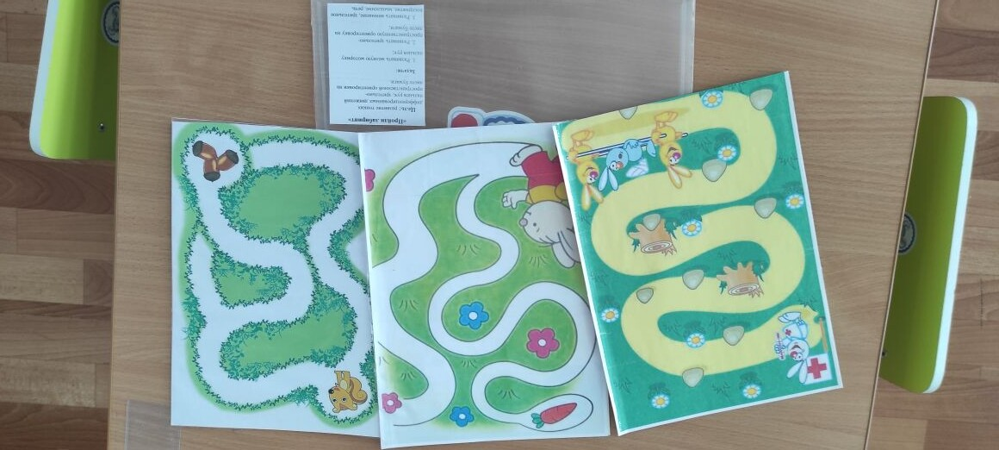 «Пройди лабиринт»
Цель: развитие тонких
дифференцированных движений
пальцев рук, зрительно-
пространственной ориентировки на
листе бумаги.
Задачи:
1. Развивать мелкую моторику
пальцев рук;
2. Развивать зрительно-
пространственную ориентировку на
листе бумаги;
3. Развивать внимание, зрительное
восприятие, мышление, речь.